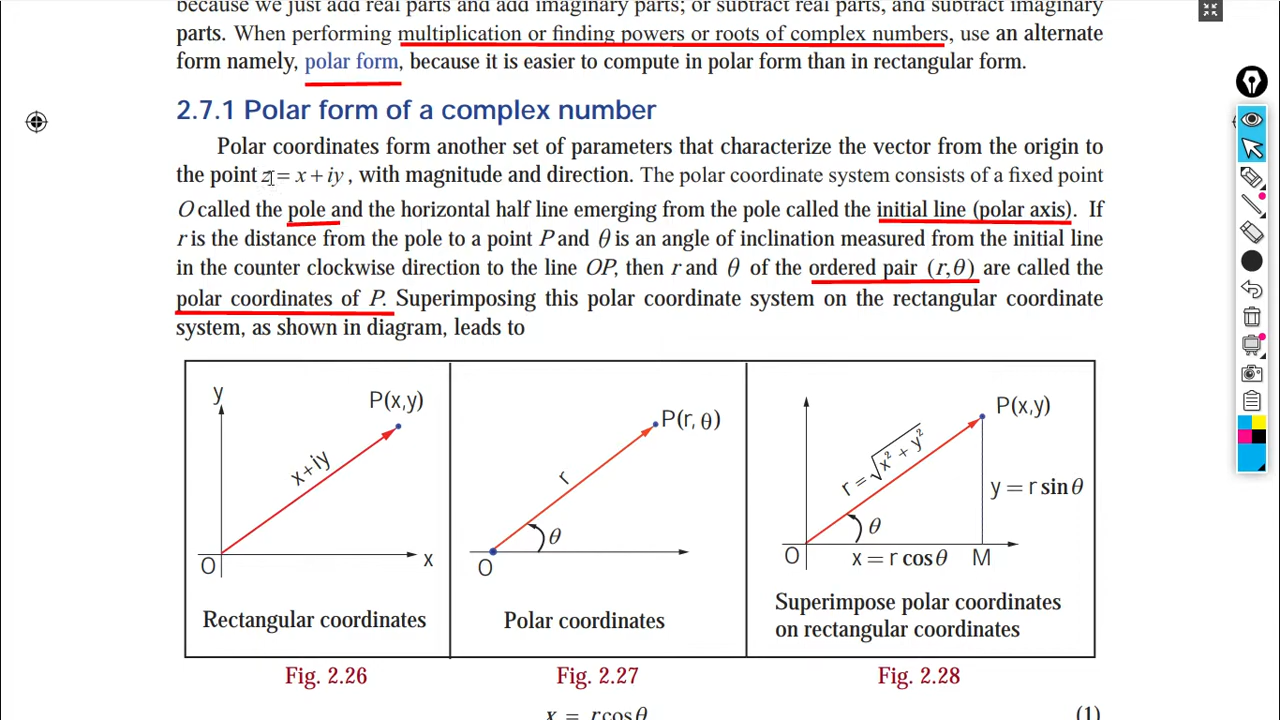 because we just add real parts and add imaginary parts; or subtract real parts, and subtract imaginary
parts. When performing multiplication or finding powers or roots of complex numbers, use an alternate
form namely, polar form, because it is easier to compute in polar form than in rectangular form.
2.7.1 Polar form of a complex number
Polar coordinates form another set of parameters that characterize the vector from the origin to
the point z = x + iy, with magnitude and direction. The polar coordinate system consists of a fixed point
O called the pole and the horizontal half line emerging from the pole called the initial line (polar axis). If
r is the distance from the pole to a point P and θ is an angle of inclination measured from the initial line
in the counter clockwise direction to the line OP, then r and θ of the ordered pair (r,θ) are called the
polar coordinates of P. Superimposing this polar coordinate system on the rectangular coordinate
system, as shown in diagram, leads to
y
P(x,y)
x+iy
O
x
Rectangular coordinates
P(r, θ)
r
θ
O
Polar coordinates
P(x,y)
r = √x² + y²
y = r sinθ
θ
O
x = r cosθ
M
Superimpose polar coordinates
on rectangular coordinates
Fig. 2.26
Fig. 2.27
Fig. 2.28
x = r cosθ (1)